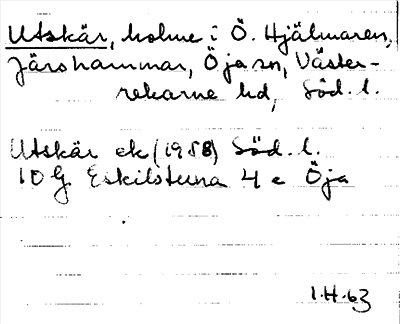 Utskär, holme i Ö. Hjälmaren,
Järshammar, Öja sn, Väster-
rekarne hd, Söd. l.
Utskär ek (1958) Söd. l.
10 G Eskilstuna 4 e Öja
1.4.63